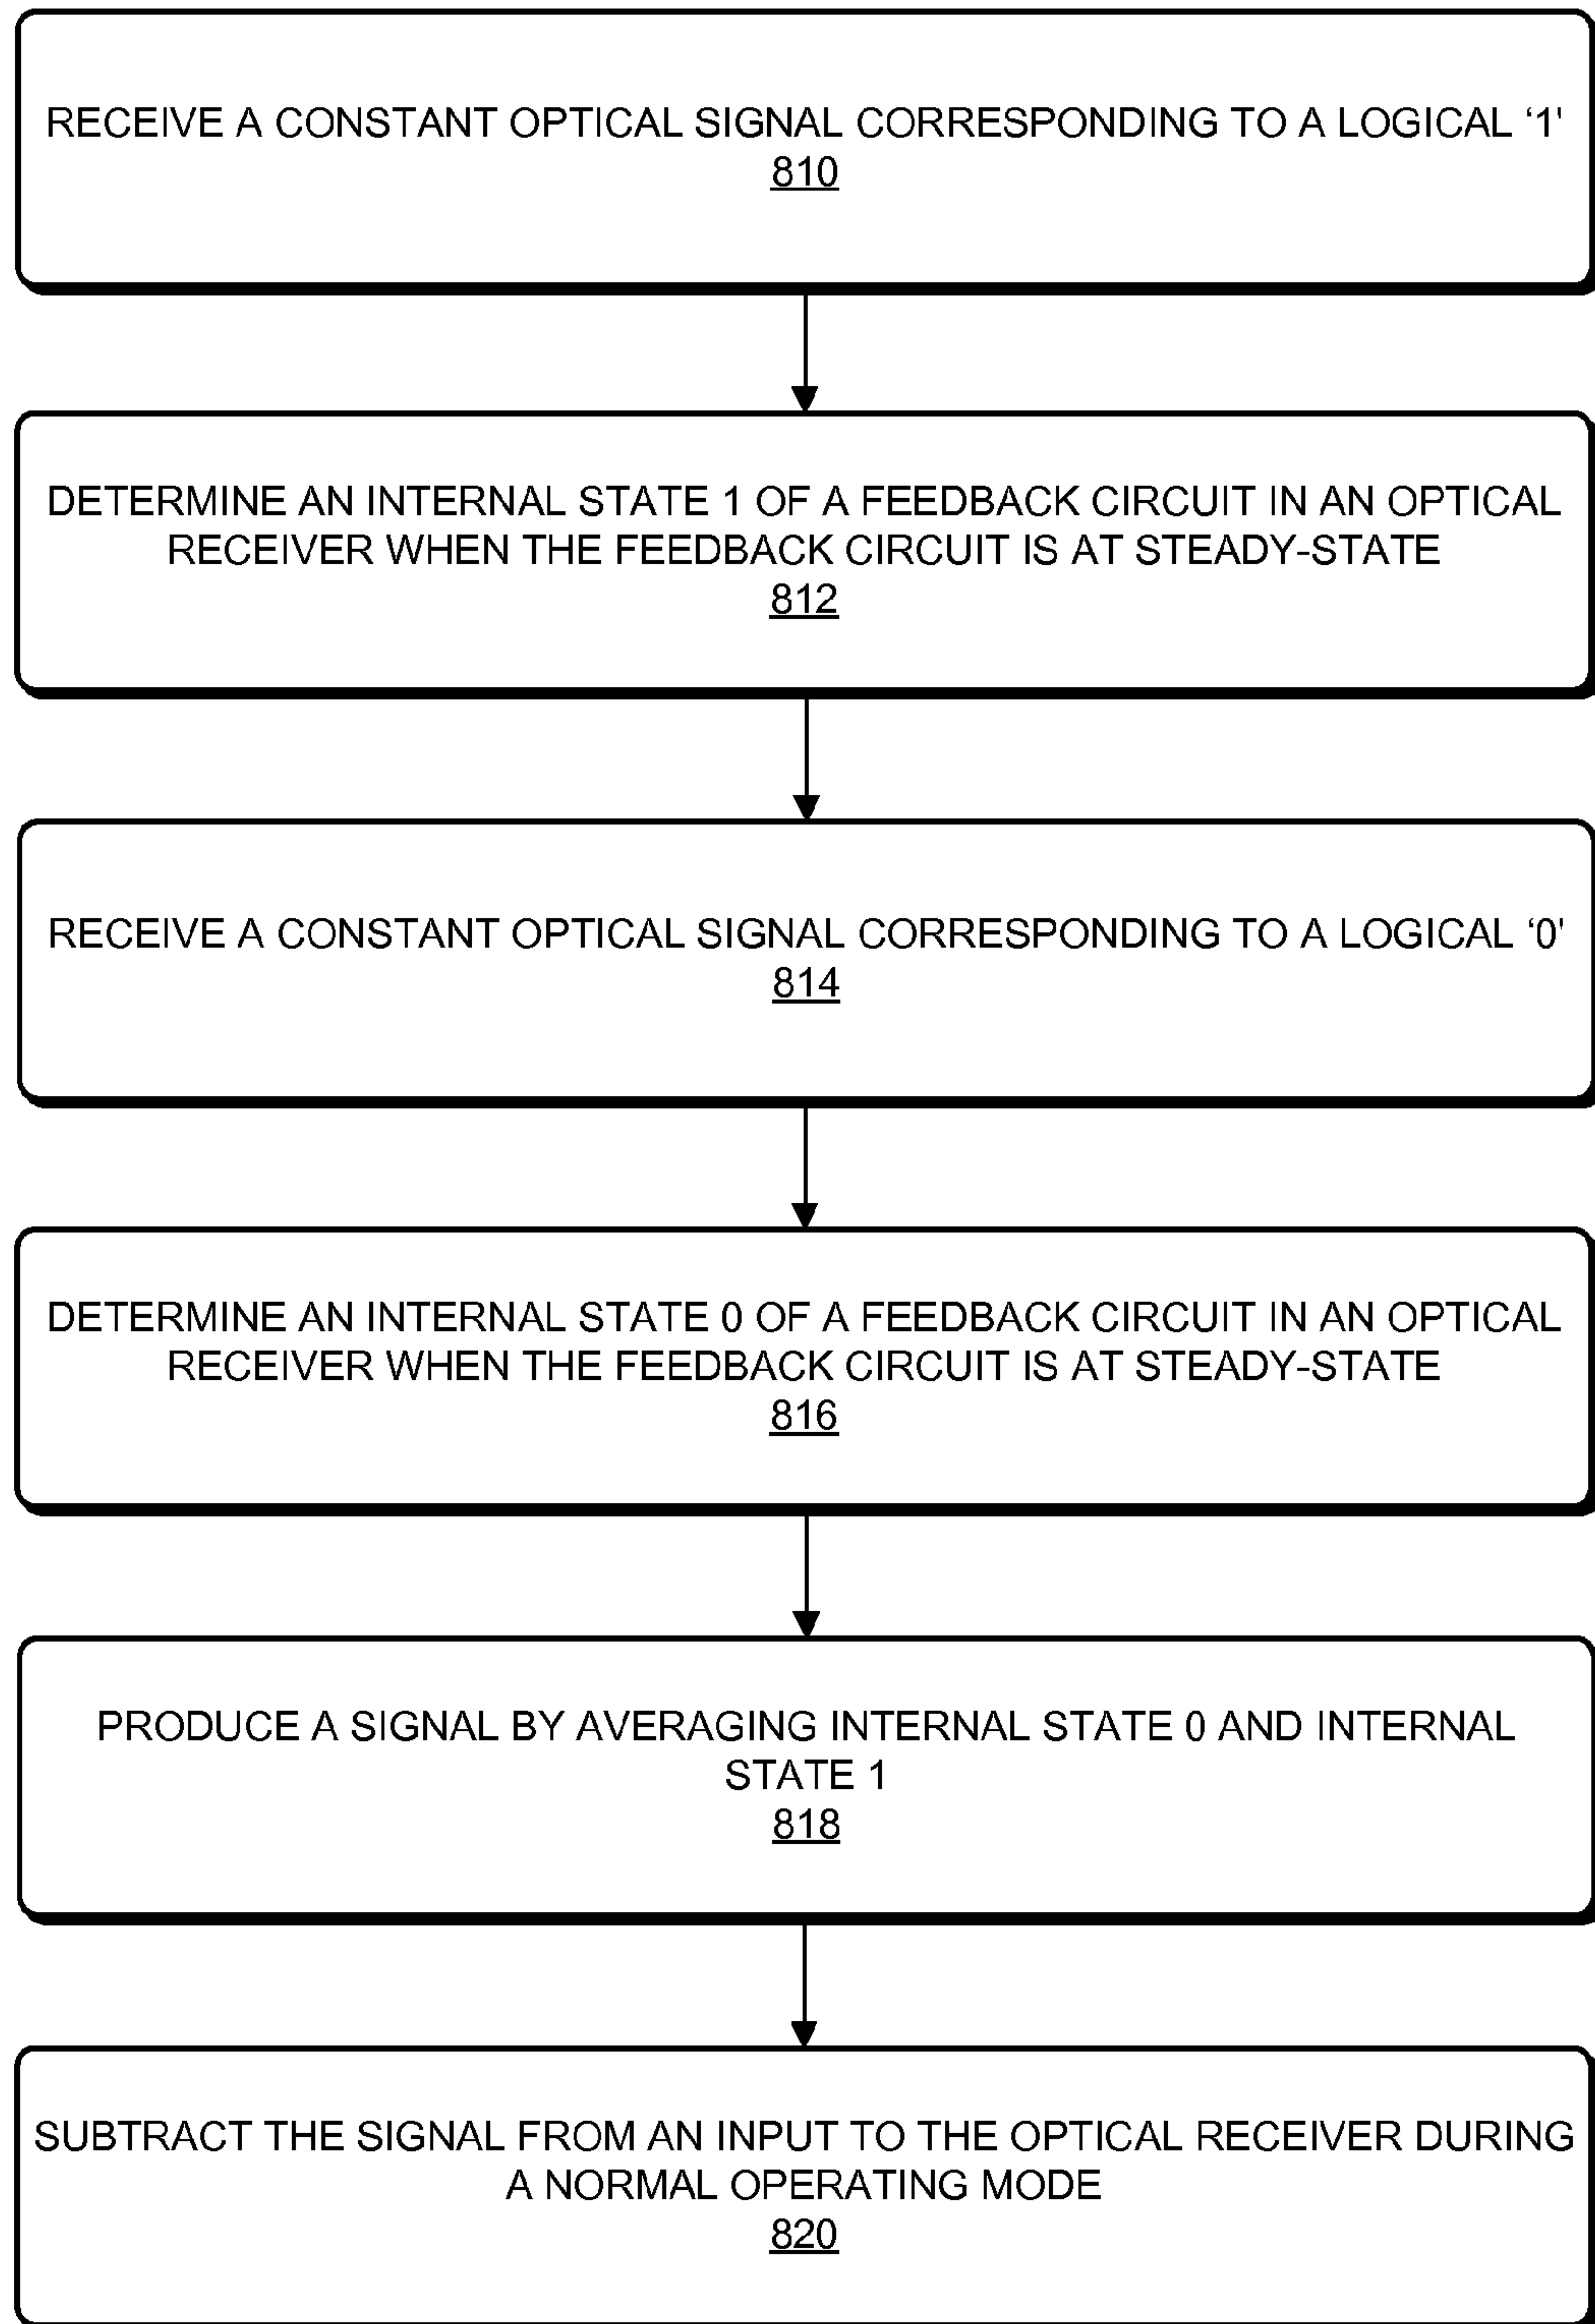 RECEIVE A CONSTANT OPTICAL SIGNAL CORRESPONDING TO A LOGICAL ‘1'
810
DETERMINE AN INTERNAL STATE 1 OF A FEEDBACK CIRCUIT IN AN OPTICAL
RECEIVER WHEN THE FEEDBACK CIRCUIT IS AT STEADY-STATE
812
RECEIVE A CONSTANT OPTICAL SIGNAL CORRESPONDING TO A LOGICAL ‘0'
814
DETERMINE AN INTERNAL STATE 0 OF A FEEDBACK CIRCUIT IN AN OPTICAL
RECEIVER WHEN THE FEEDBACK CIRCUIT IS AT STEADY-STATE
816
PRODUCE A SIGNAL BY AVERAGING INTERNAL STATE 0 AND INTERNAL
STATE 1
818
SUBTRACT THE SIGNAL FROM AN INPUT TO THE OPTICAL RECEIVER DURING
A NORMAL OPERATING MODE
820